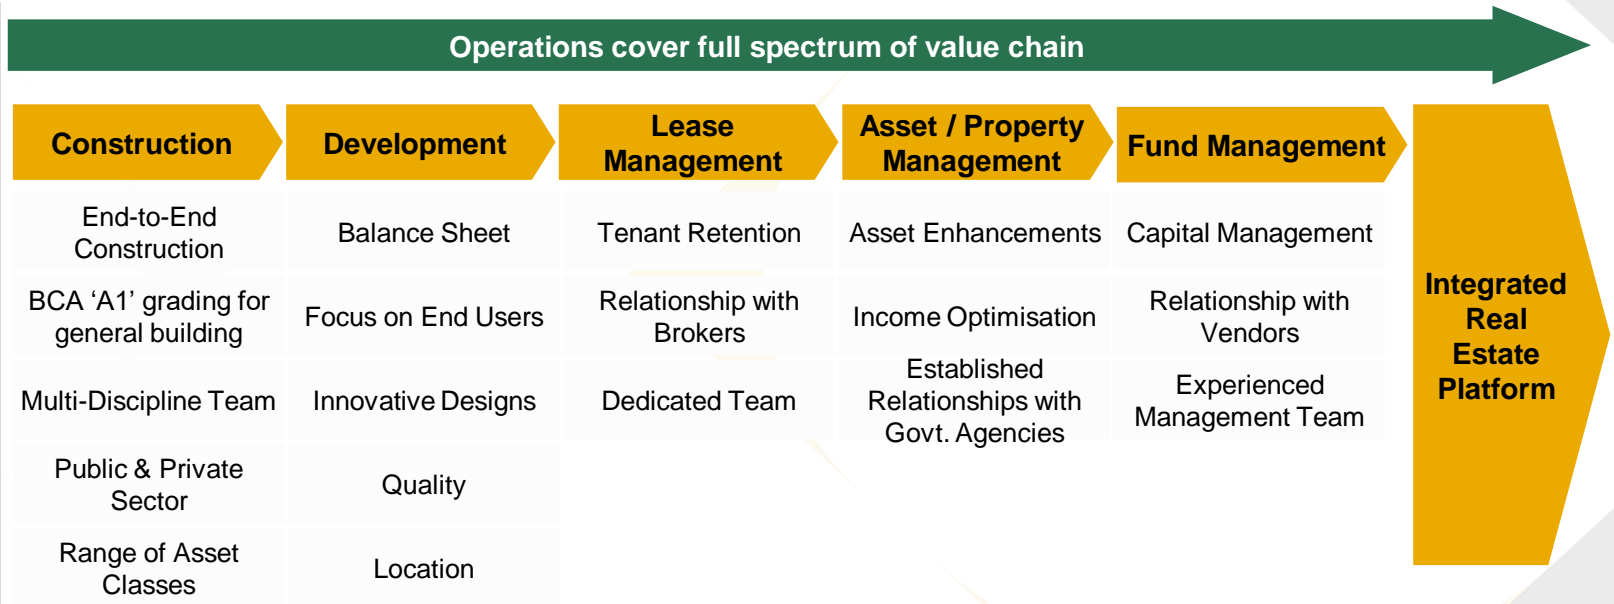 Operations cover full spectrum of value chain
Construction
Development
Lease
Management
Asset / Property
Management
Fund Management
End-to-End
Construction
Balance Sheet
Tenant Retention
Asset Enhancements
Capital Management
BCA ‘A1’ grading for
general building
Focus on End Users
Relationship with
Brokers
Income Optimisation
Relationship with
Vendors
Multi-Discipline Team
Innovative Designs
Dedicated Team
Established
Relationships with
Govt. Agencies
Experienced
Management Team
Public & Private
Sector
Quality
Range of Asset
Classes
Location
Integrated
Real
Estate
Platform